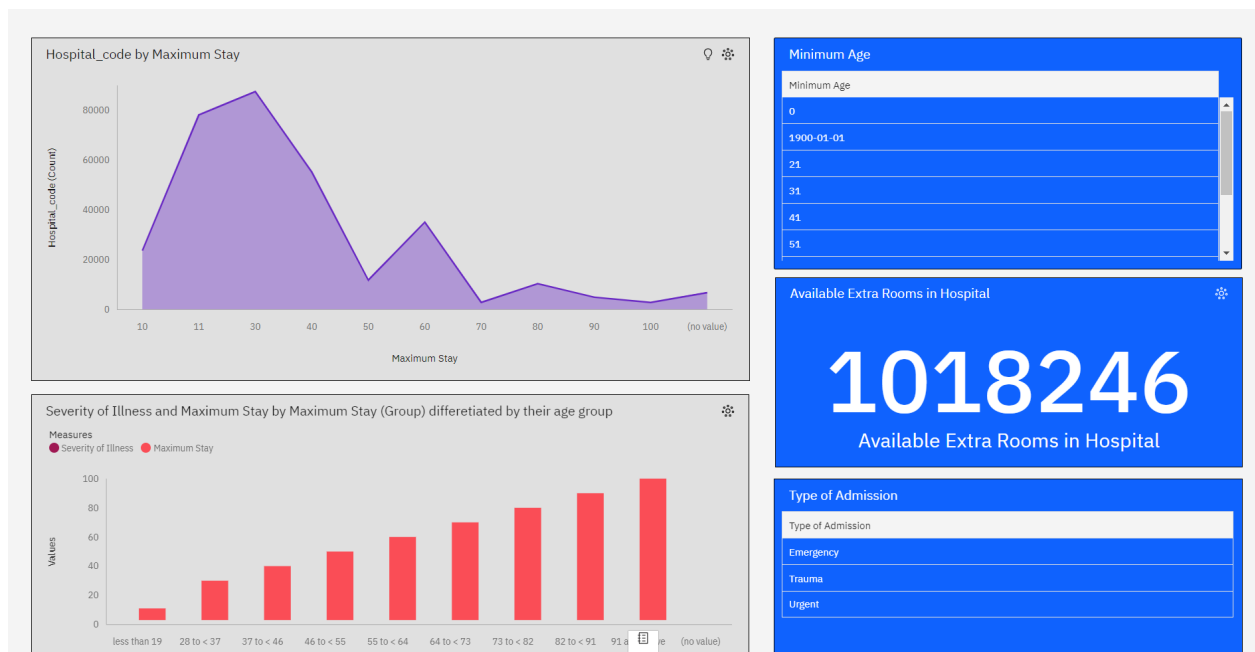 Hospital_code by Maximum Stay
80000
60000
40000
20000
0
Hospital_code (Count)
10 11 30 40 50 60 70 80 90 100 (no value)
Maximum Stay
Severity of Illness and Maximum Stay by Maximum Stay (Group) differetiated by their age group
Measures
Severity of Illness Maximum Stay
100
80
60
40
20
0
Values
less than 19 28 to < 37 37 to < 46 46 to < 55 55 to < 64 64 to < 73 73 to < 82 82 to < 91 91 (no value)
Minimum Age
Minimum Age
0
1900-01-01
21
31
41
51
Available Extra Rooms in Hospital
1018246
Available Extra Rooms in Hospital
Type of Admission
Type of Admission
Emergency
Trauma
Urgent